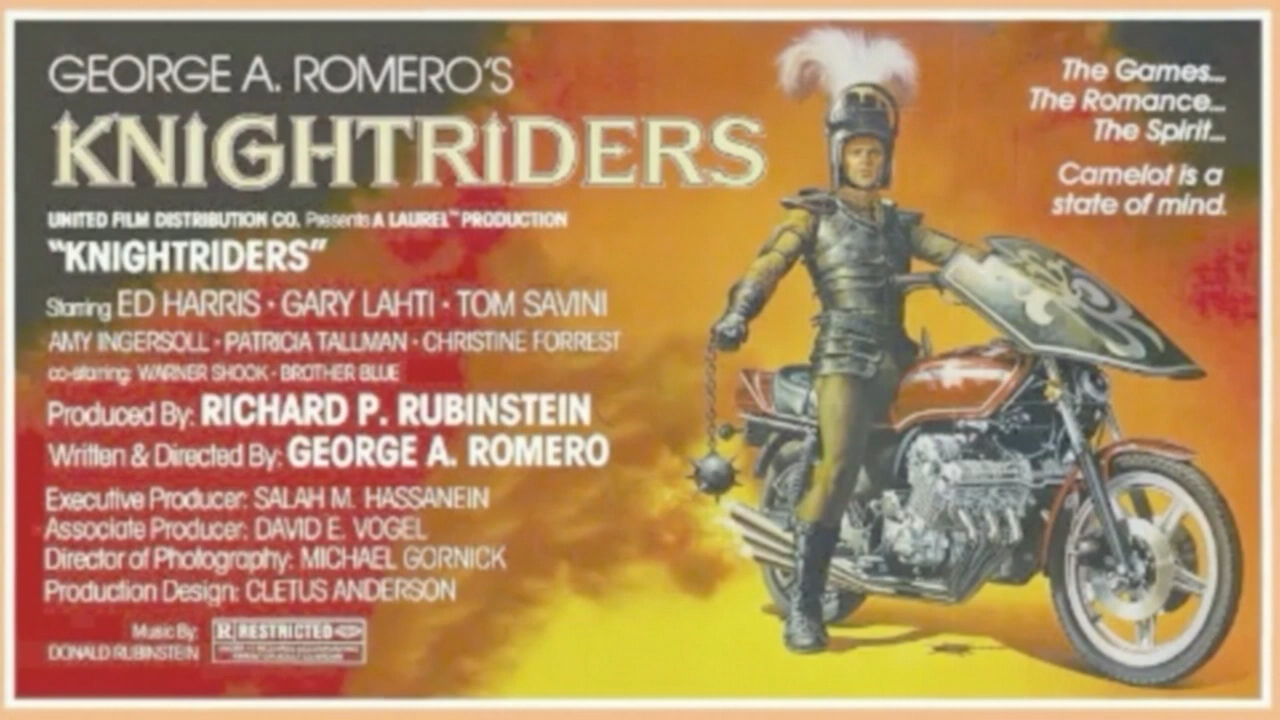 GEORGE A. ROMERO'S
KNIGHTRIDERS
UNITED FILM DISTRIBUTION CO. Presents A LAUREL™ PRODUCTION
"KNIGHTRIDERS"
Starring ED HARRIS · GARY LAHTI · TOM SAVINI
AMY INGERSOLL · PATRICIA TALLMAN · CHRISTINE FORREST
co-starring: WARNER SHOOK · BROTHER BLUE
Produced By: RICHARD P. RUBINSTEIN
Written & Directed By: GEORGE A. ROMERO
Executive Producer: SALAH M. HASSANEIN
Associate Producer: DAVID E. VOGEL
Director of Photography: MICHAEL GORNICK
Production Design: CLETUS ANDERSON
Music By:
DONALD RUBINSTEIN
R RESTRICTED
The Games...
The Romance...
The Spirit...
Camelot is a
state of mind.